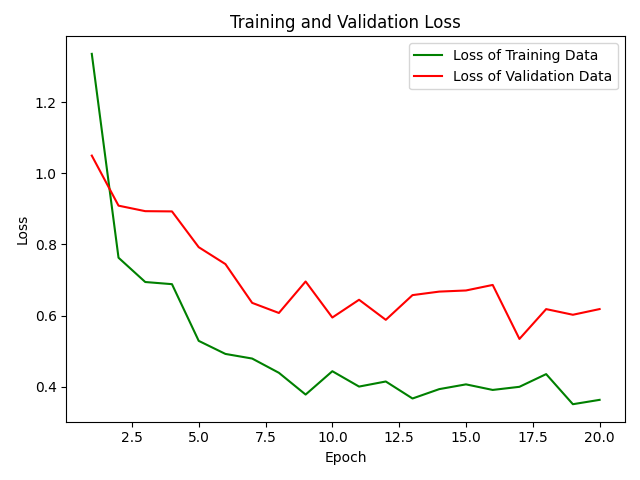 Training and Validation Loss
Loss of Training Data
Loss of Validation Data
1.2
1.0
0.8
0.6
0.4
Loss
2.5 5.0 7.5 10.0 12.5 15.0 17.5 20.0
Epoch